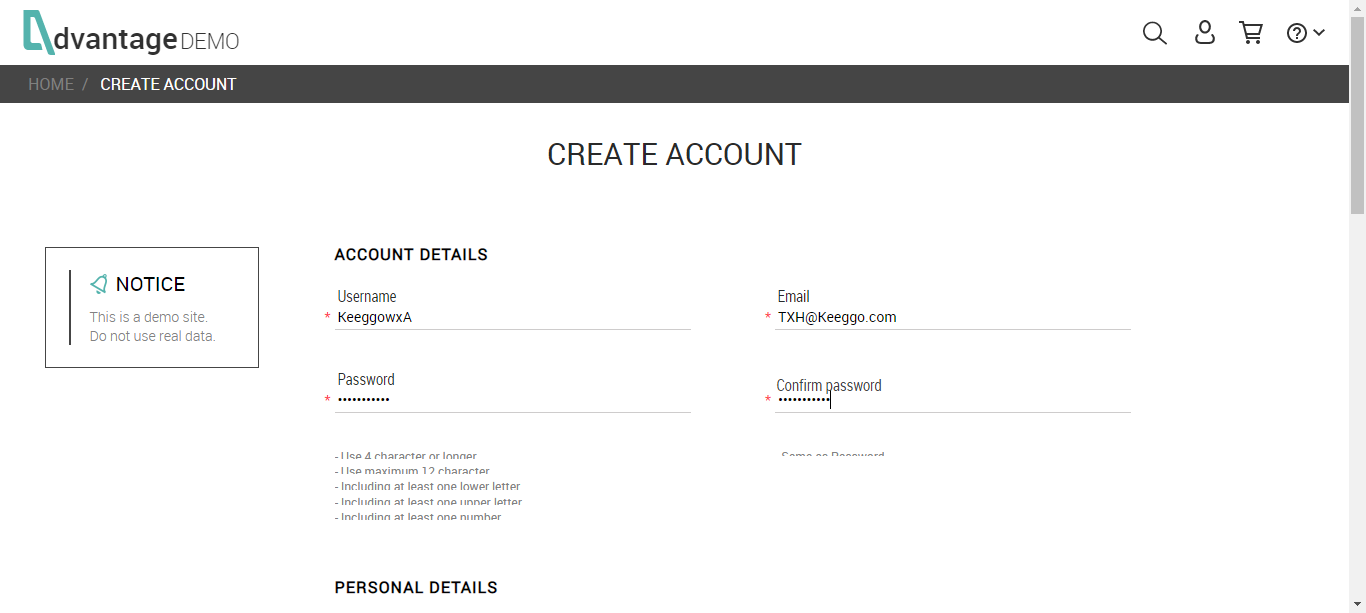 dvantage DEMO
HOME / CREATE ACCOUNT
CREATE ACCOUNT
NOTICE
This is a demo site.
Do not use real data.
ACCOUNT DETAILS
Username
* KeeggowxA
Email
* TXH@Keeggo.com
Password
* •••••••••••
Confirm password
* •••••••••••
- Use 4 character or longer
- Use maximum 12 character
- Including at least one lower letter
- Including at least one upper letter
- Including at least one number
- Same as Password
PERSONAL DETAILS